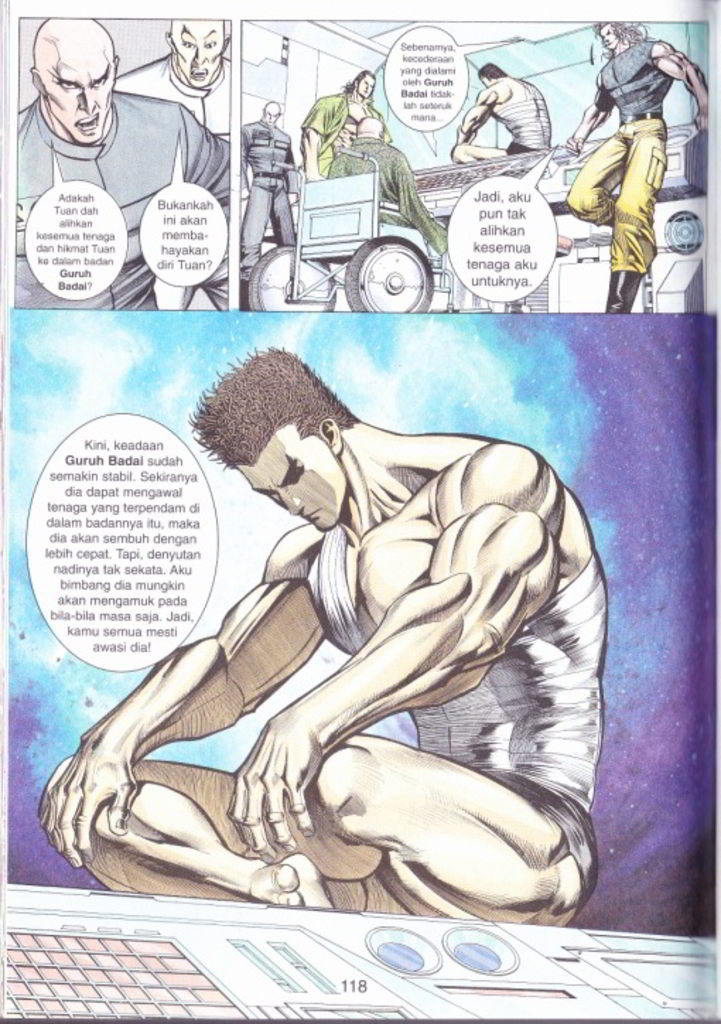 Adakah
Tuan dah
alihkan
kesemua tenaga
dan hikmat Tuan
ke dalam badan
Guruh
Badai?
Bukankah
ini akan
memba-
hayakan
diri Tuan?
Sebenarnya,
kecederaan
yang dialami
oleh Guruh
Badai tidak-
lah seteruk
mana...
Jadi, aku
pun tak
alihkan
kesemua
tenaga aku
untuknya.
Kini, keadaan
Guruh Badai sudah
semakin stabil. Sekiranya
dia dapat mengawal
tenaga yang terpendam di
dalam badannya itu, maka
dia akan sembuh dengan
lebih cepat. Tapi, denyutan
nadinya tak sekata. Aku
bimbang dia mungkin
akan mengamuk pada
bila-bila masa saja. Jadi,
kamu semua mesti
awasi dia!
118